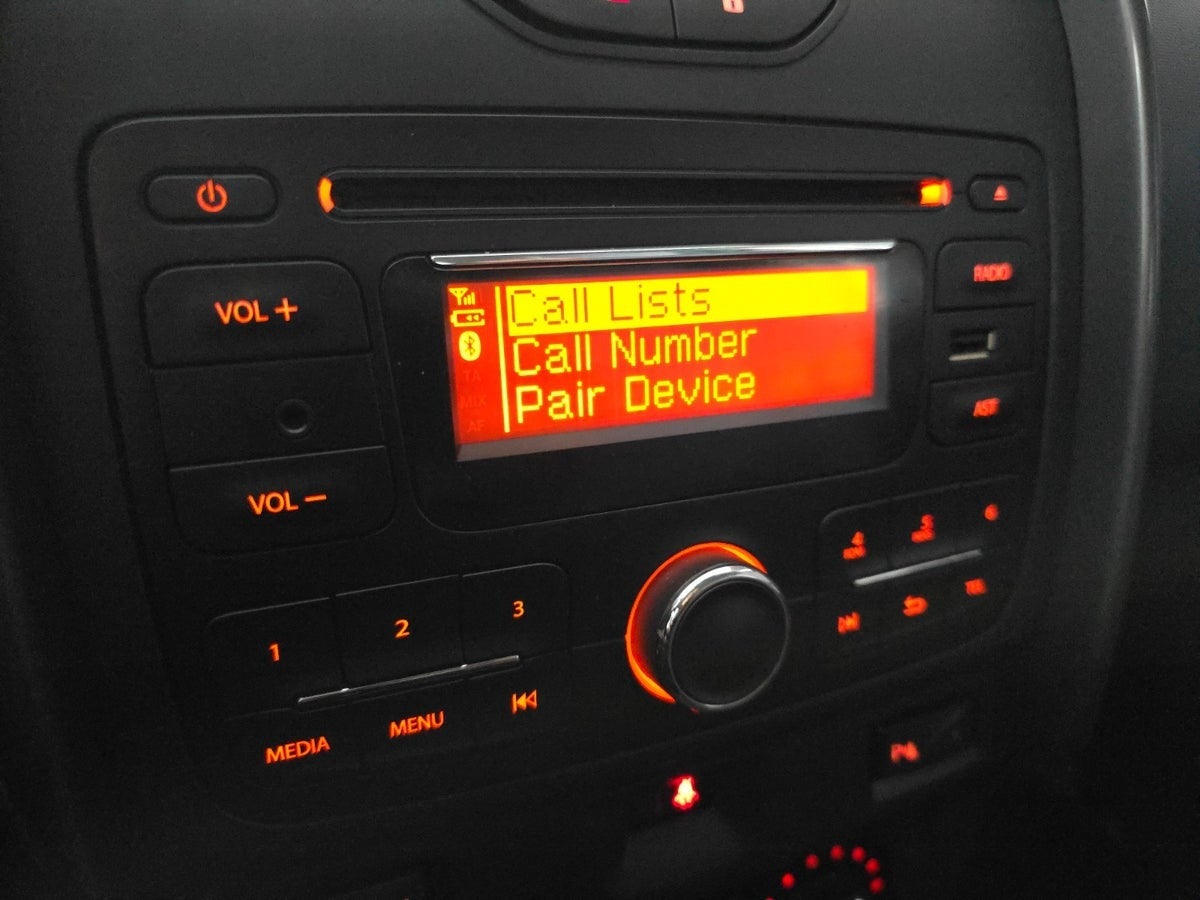 VOL +
RADIO
Call Lists
Call Number
Pair Device
TA
MIX
AF
AST
VOL −
1
2
3
4
5
6
MEDIA
MENU
TEL